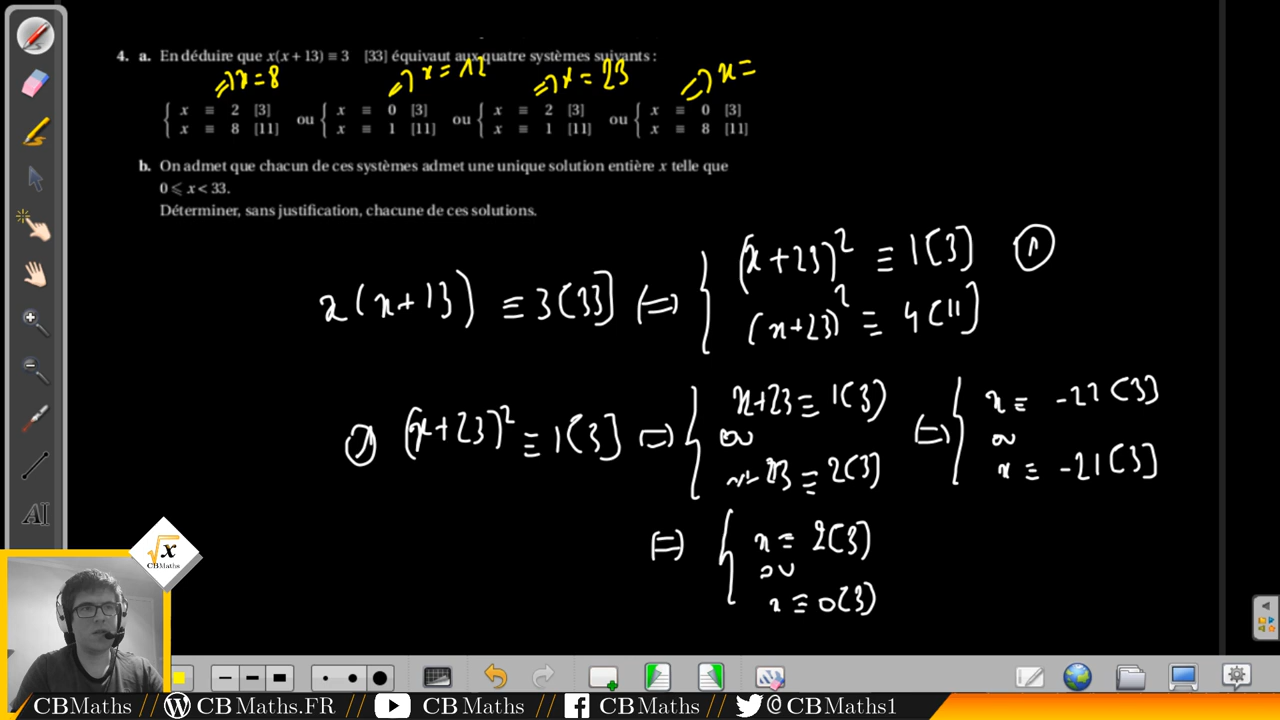 4. a. En déduire que x(x + 13) ≡ 3 [33] équivaut aux quatre systèmes suivants :
⇒ x = 8 ⇒ x = 12 ⇒ x = 23 ⇒ x =
{ x ≡ 2 [3] ou { x ≡ 0 [3] ou { x ≡ 2 [3] ou { x ≡ 0 [3]
x ≡ 8 [11] x ≡ 1 [11] x ≡ 1 [11] x ≡ 8 [11]
b. On admet que chacun de ces systèmes admet une unique solution entière x telle que
0 ⩽ x < 33.
Déterminer, sans justification, chacune de ces solutions.
x(x+13) ≡ 3[33] ⇔ { (x+23)² ≡ 1[3] ①
(x+23)² ≡ 4[11]
① (x+23)² ≡ 1[3] ⇔ { x+23 ≡ 1[3] ⇔ { x ≡ -22[3]
ou ou
x+23 ≡ 2[3] x ≡ -21[3]
⇔ { x ≡ 2[3]
ou
x ≡ 0[3]
AI
√x
CBMaths
CBMaths CBMaths.FR CBMaths CBMaths @CBMaths1